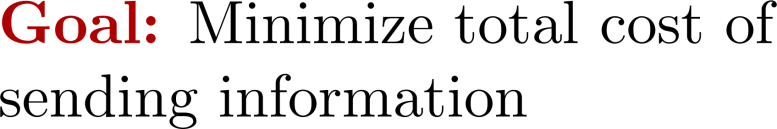 Goal: Minimize total cost of
sending information